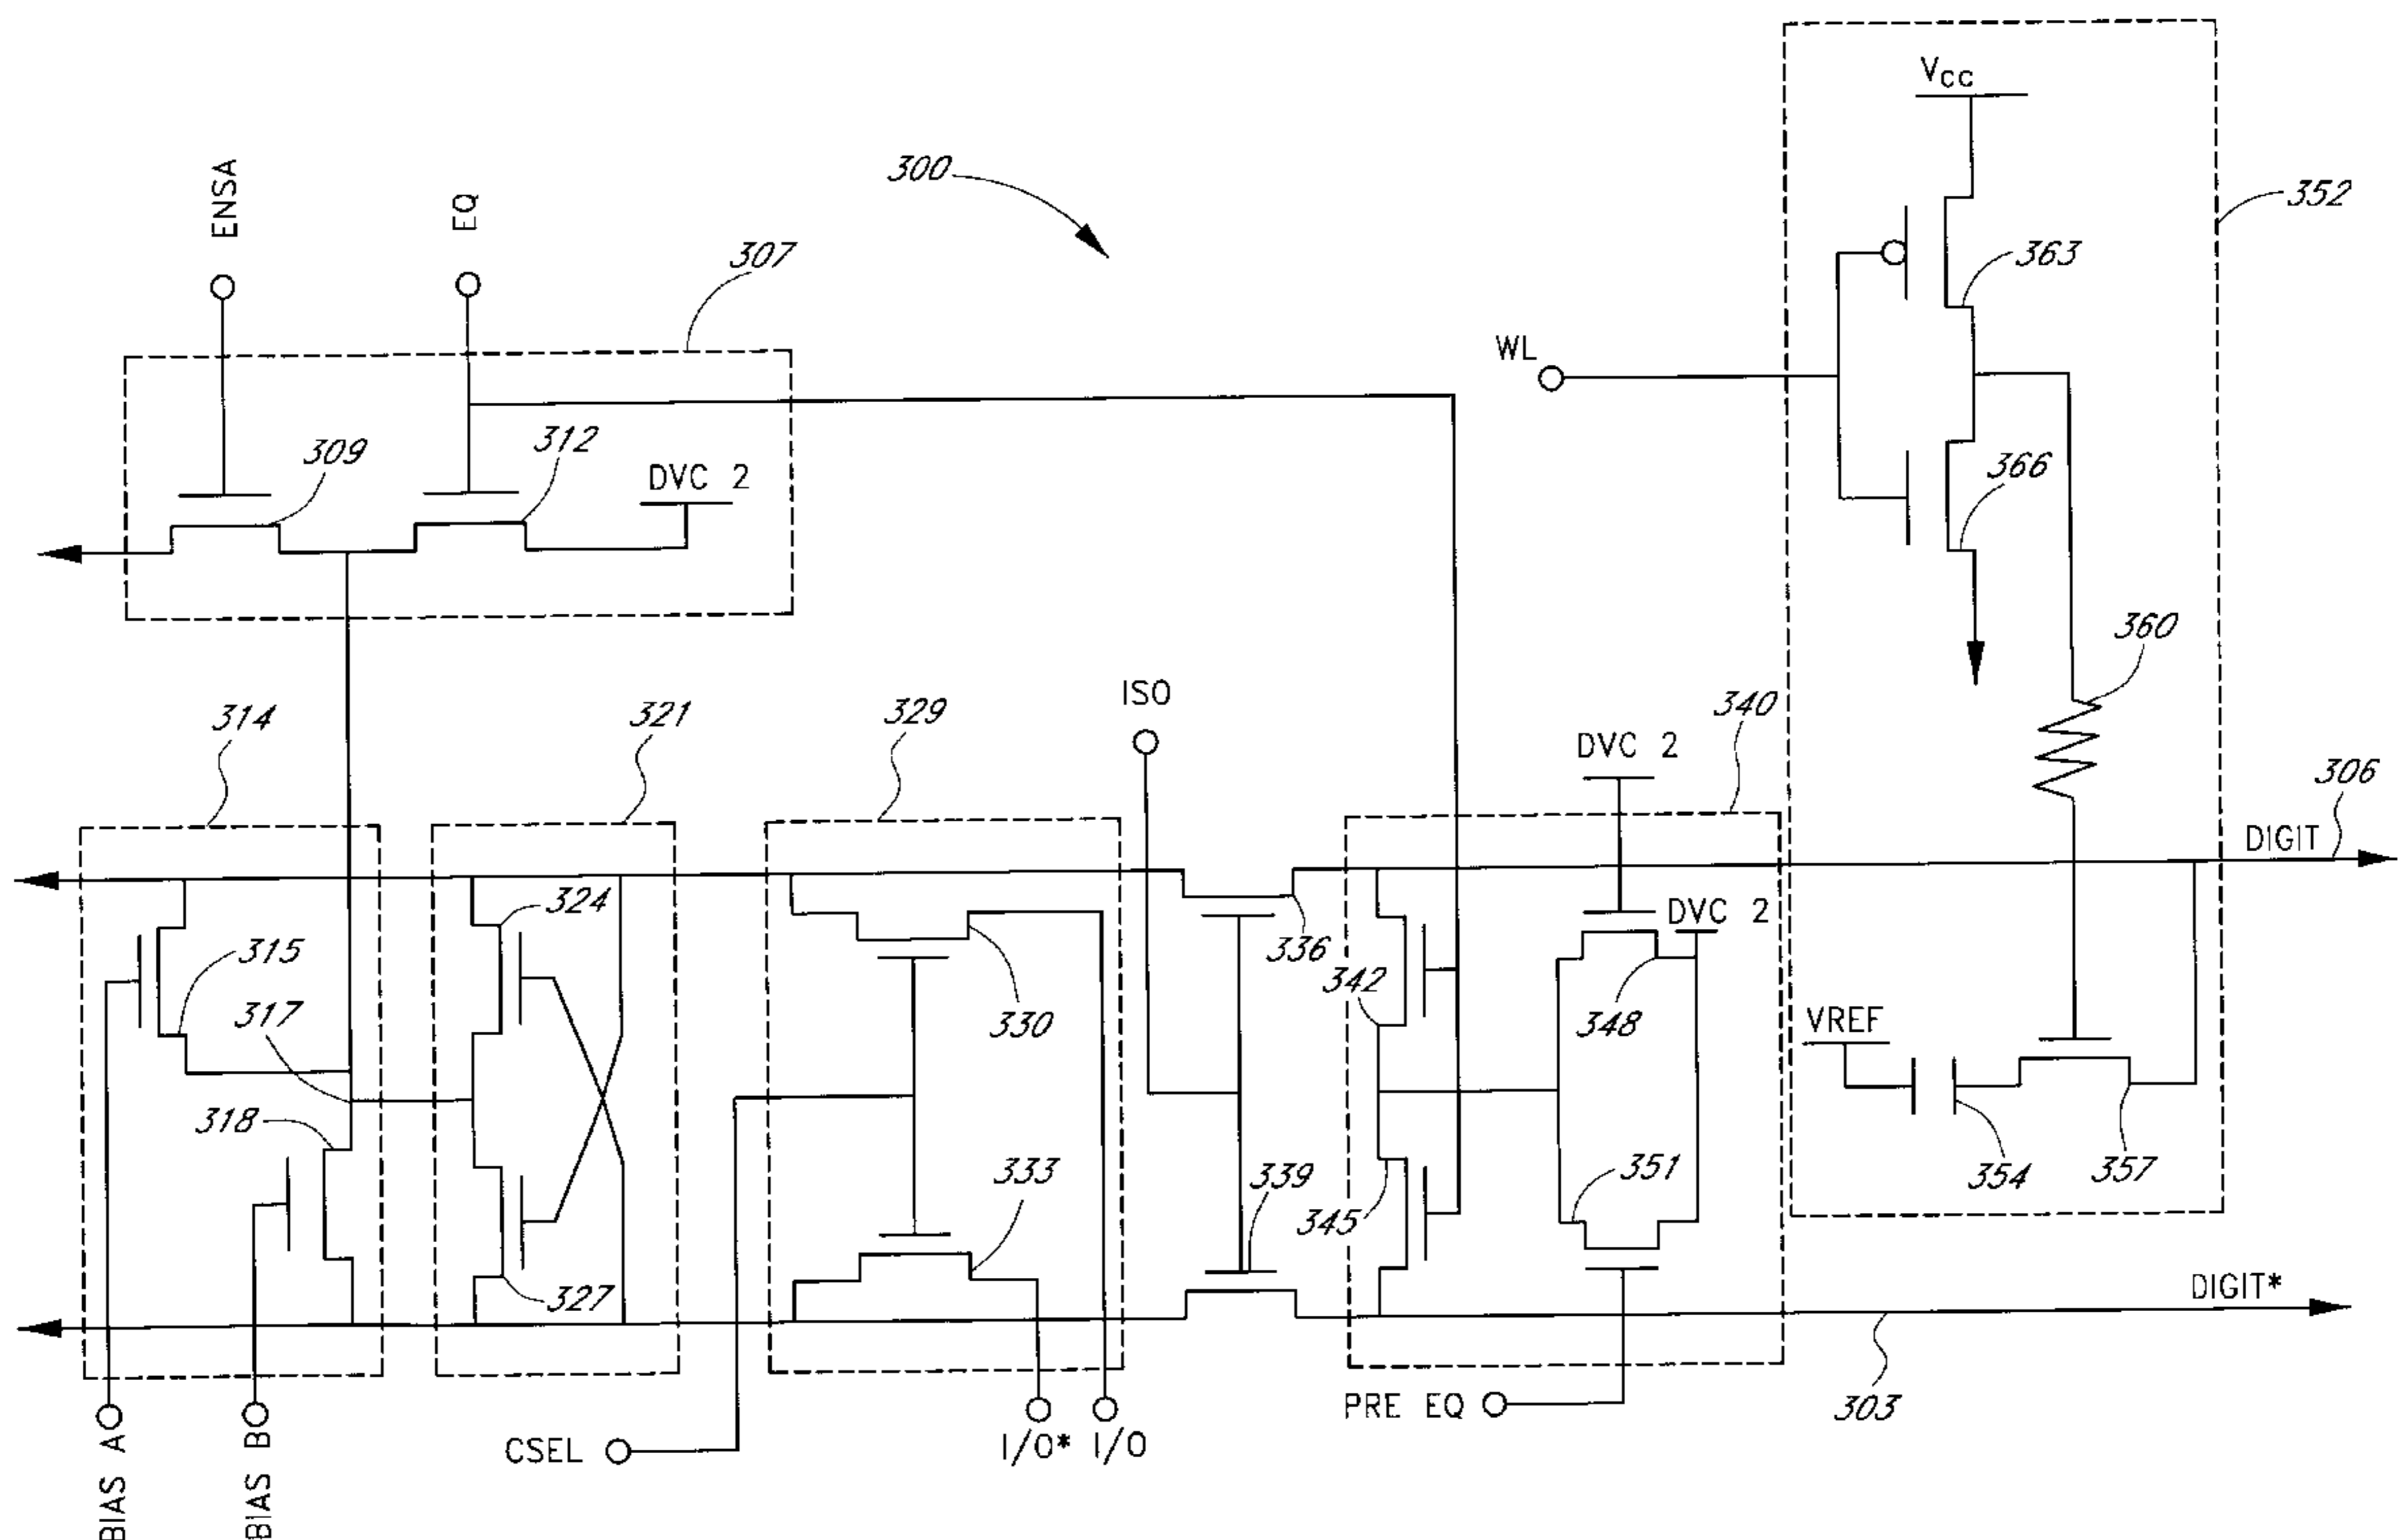 VCC
300
352
ENSA
EQ
307
363
WL
309
312
DVC 2
366
360
ISO
314
321
329
340
DVC 2
306
DIGIT
324
DVC 2
315
336
342
317
330
348
VREF
318
333
339
351
354
357
345
327
DIGIT*
303
PRE EQ
CSEL
I/O* I/O
BIAS A
BIAS B